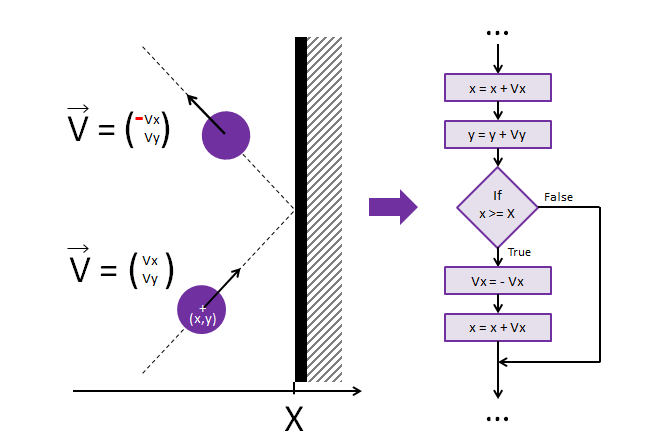 V = (-Vx
Vy)
V = (Vx
Vy)
+
(x,y)
X
...
x = x + Vx
y = y + Vy
If
x >= X
False
True
Vx = - Vx
x = x + Vx
...